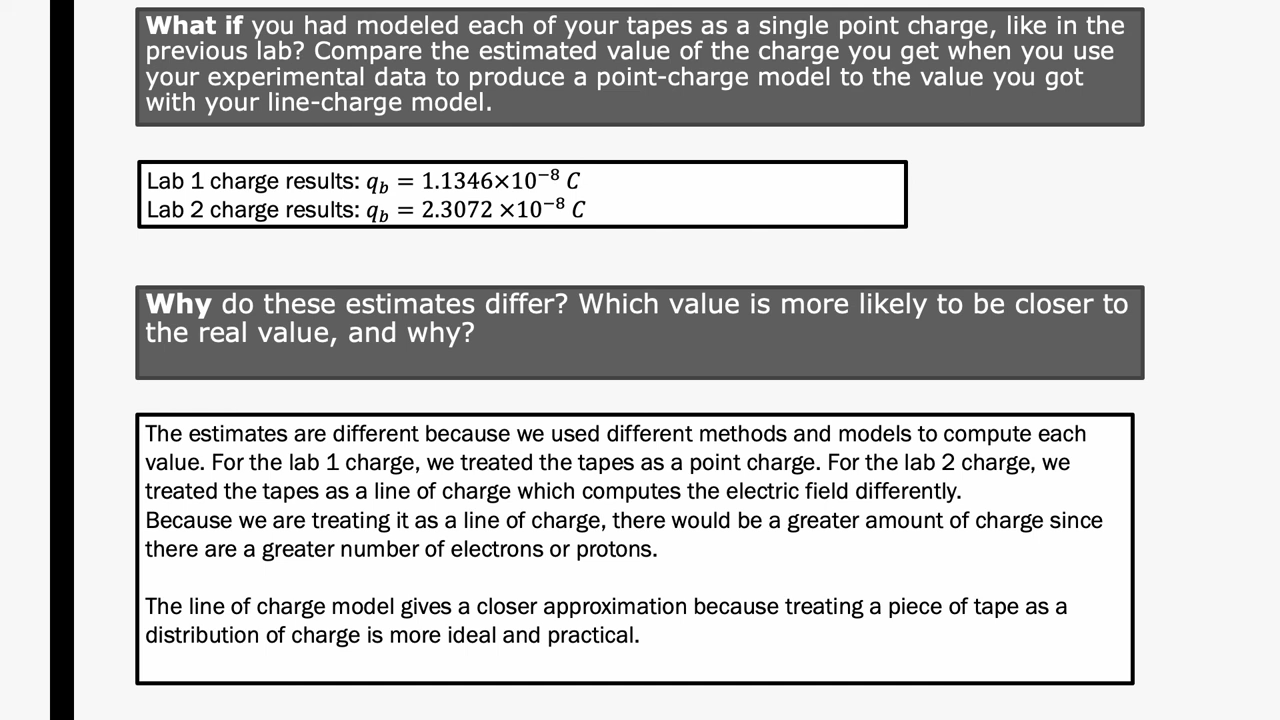 What if you had modeled each of your tapes as a single point charge, like in the
previous lab? Compare the estimated value of the charge you get when you use
your experimental data to produce a point-charge model to the value you got
with your line-charge model.
Lab 1 charge results: q_b = 1.1346×10⁻⁸ C
Lab 2 charge results: q_b = 2.3072 ×10⁻⁸ C
Why do these estimates differ? Which value is more likely to be closer to
the real value, and why?
The estimates are different because we used different methods and models to compute each
value. For the lab 1 charge, we treated the tapes as a point charge. For the lab 2 charge, we
treated the tapes as a line of charge which computes the electric field differently.
Because we are treating it as a line of charge, there would be a greater amount of charge since
there are a greater number of electrons or protons.
The line of charge model gives a closer approximation because treating a piece of tape as a
distribution of charge is more ideal and practical.